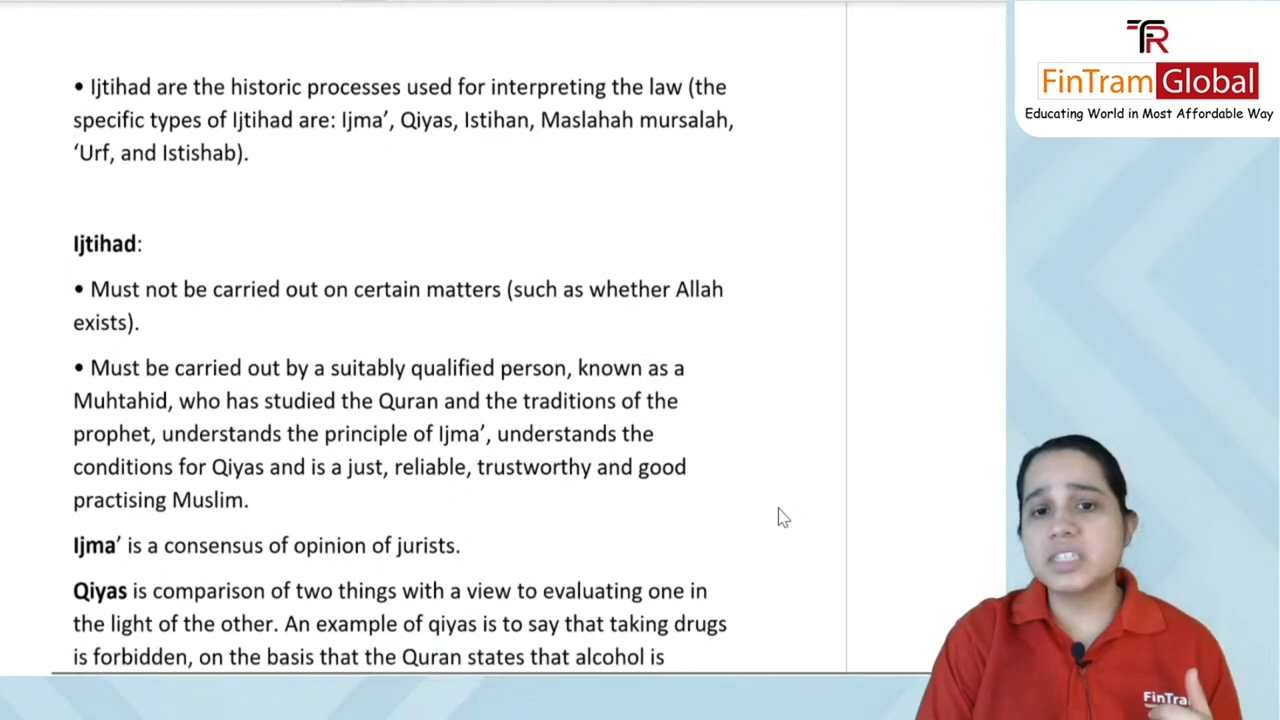 • Ijtihad are the historic processes used for interpreting the law (the
specific types of Ijtihad are: Ijma’, Qiyas, Istihan, Maslahah mursalah,
‘Urf, and Istishab).
Ijtihad:
• Must not be carried out on certain matters (such as whether Allah
exists).
• Must be carried out by a suitably qualified person, known as a
Muhtahid, who has studied the Quran and the traditions of the
prophet, understands the principle of Ijma’, understands the
conditions for Qiyas and is a just, reliable, trustworthy and good
practising Muslim.
Ijma’ is a consensus of opinion of jurists.
Qiyas is comparison of two things with a view to evaluating one in
the light of the other. An example of qiyas is to say that taking drugs
is forbidden, on the basis that the Quran states that alcohol is
FinTram Global
Educating World in Most Affordable Way
FinTra